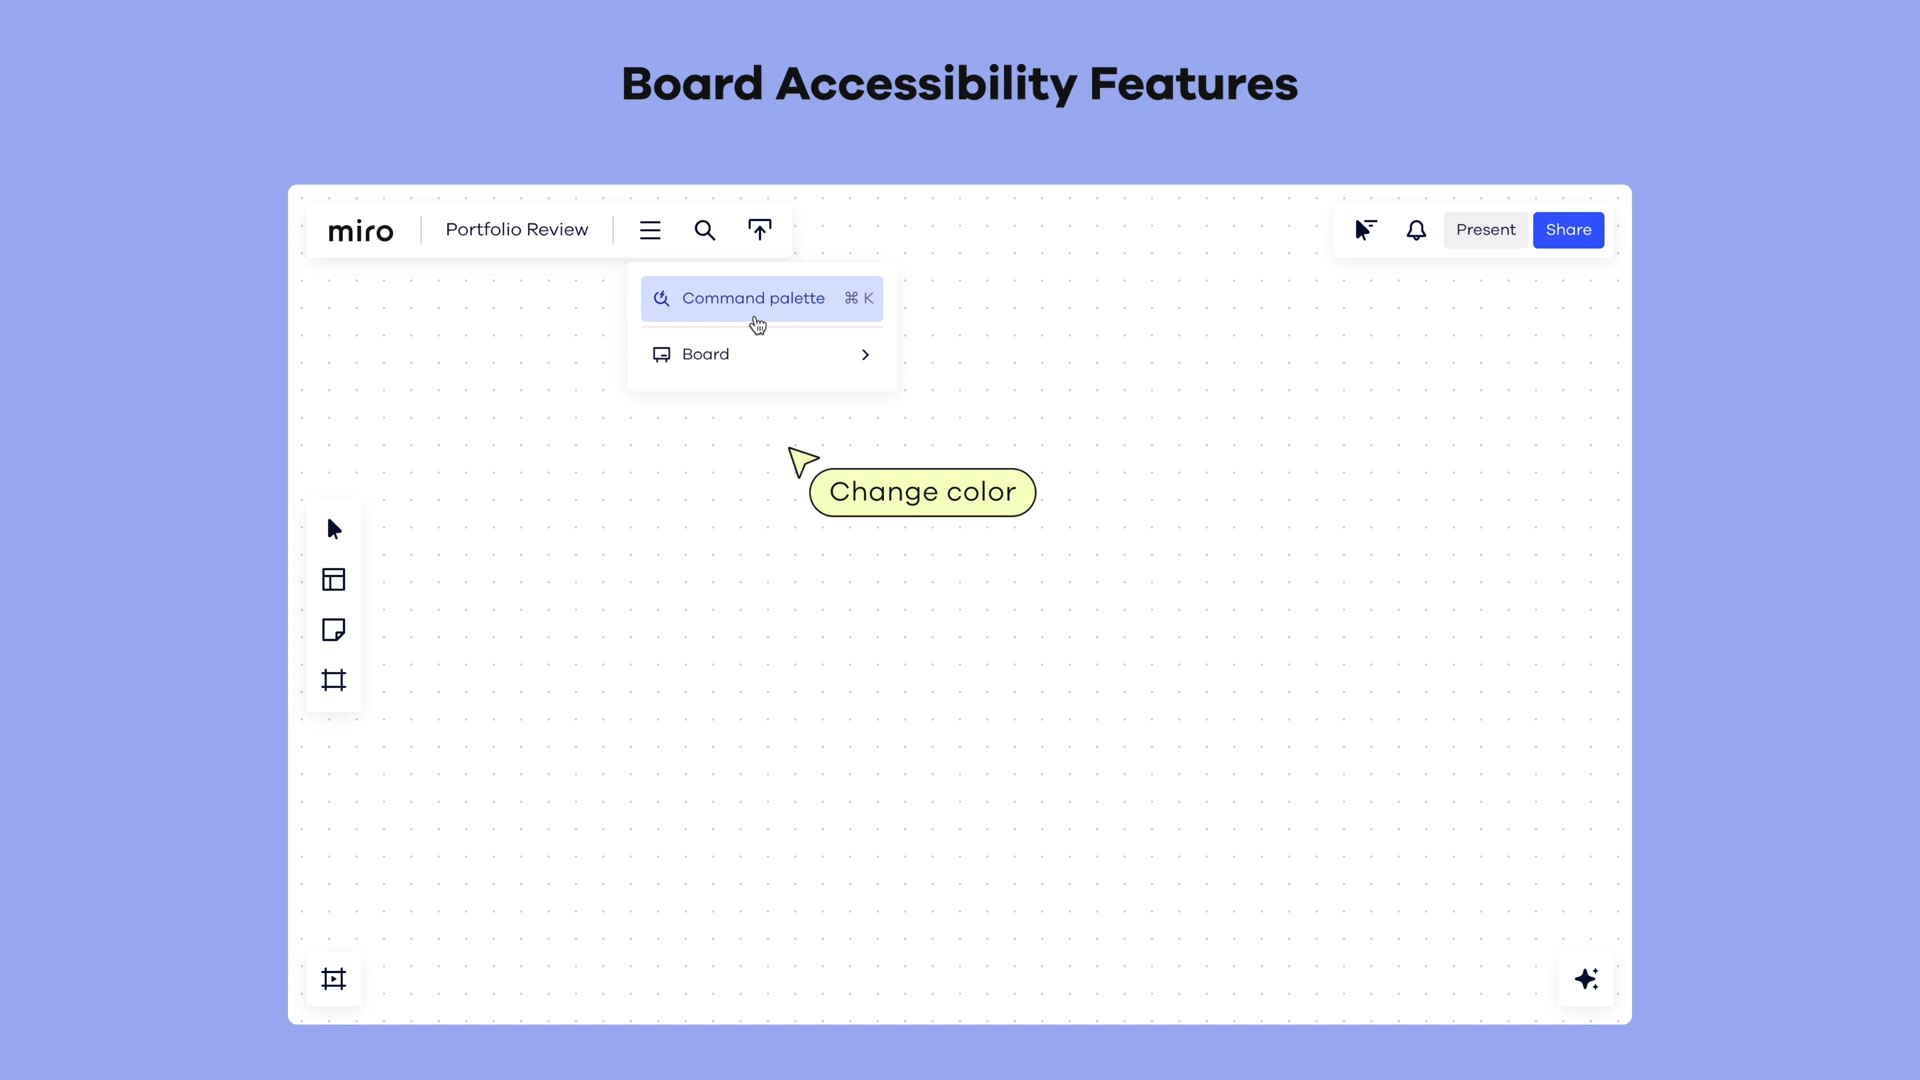 Board Accessibility Features
miro
Portfolio Review
Present
Share
Command palette ⌘ K
Board
Change color